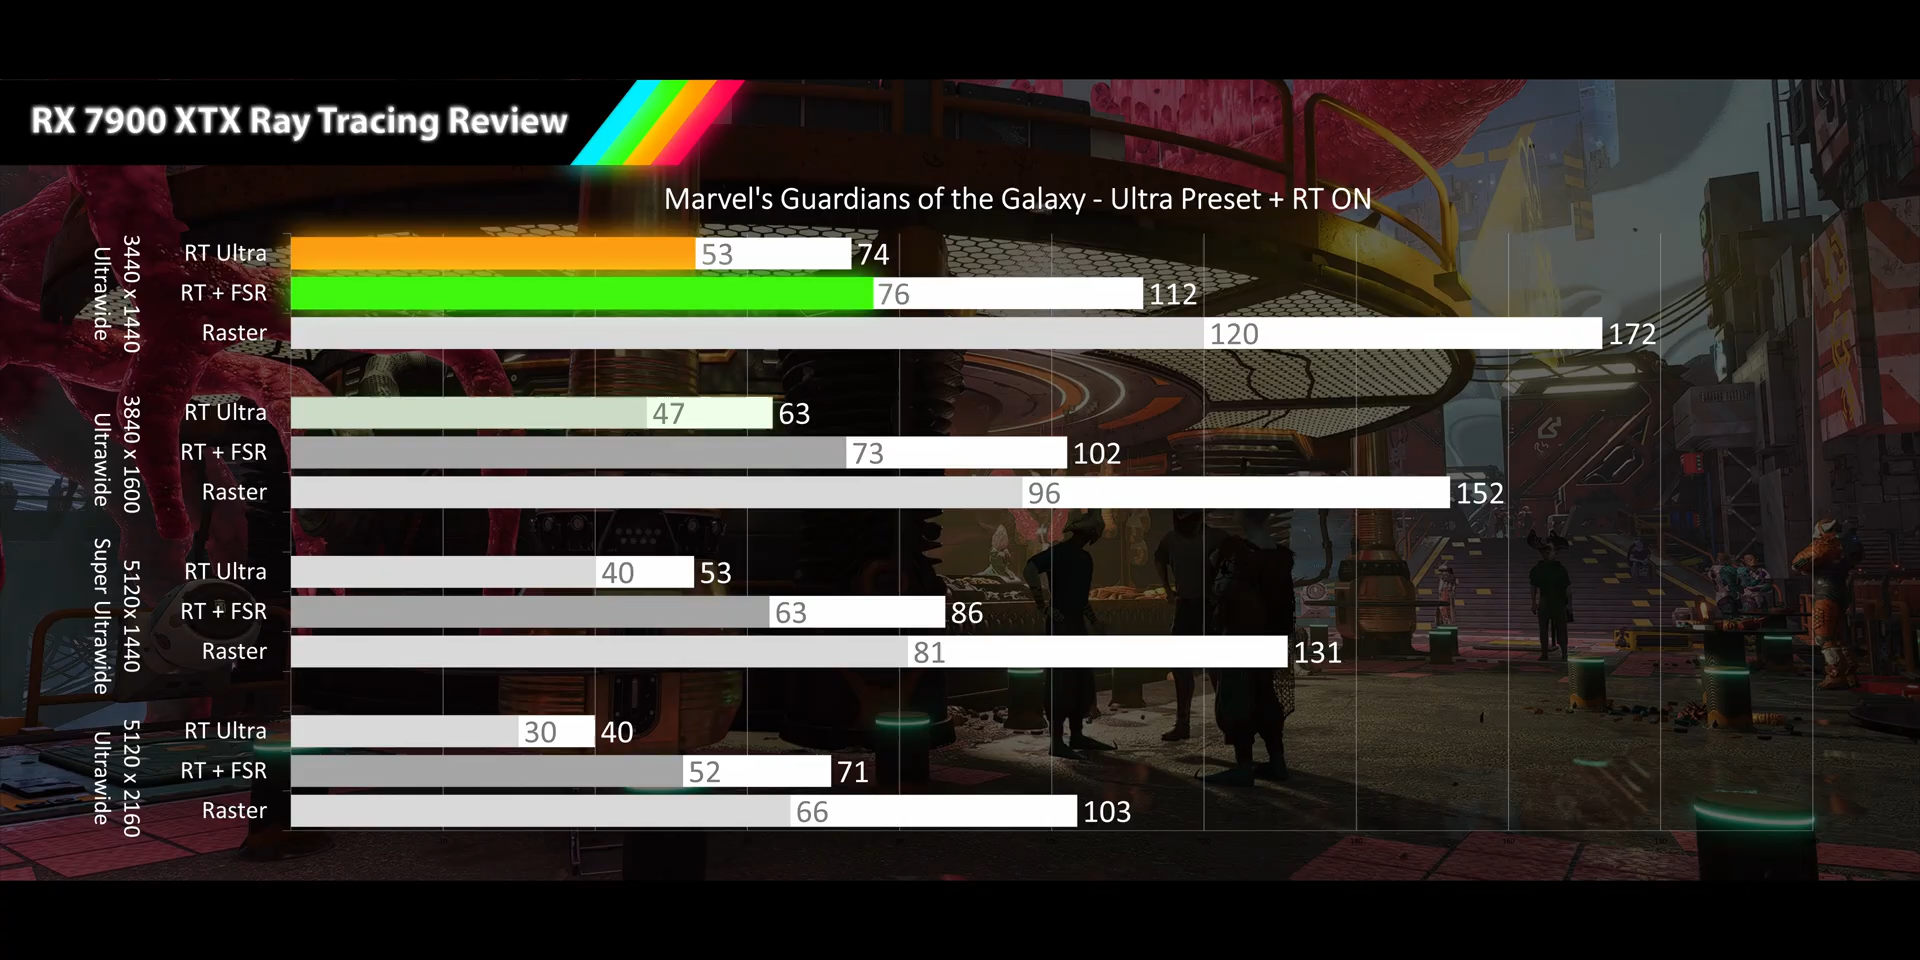 RX 7900 XTX Ray Tracing Review
Marvel's Guardians of the Galaxy - Ultra Preset + RT ON
3440 x 1440
Ultrawide
RT Ultra 53 74
RT + FSR 76 112
Raster 120 172
3840 x 1600
Ultrawide
RT Ultra 47 63
RT + FSR 73 102
Raster 96 152
5120x 1440
Super Ultrawide
RT Ultra 40 53
RT + FSR 63 86
Raster 81 131
5120 x 2160
Ultrawide
RT Ultra 30 40
RT + FSR 52 71
Raster 66 103